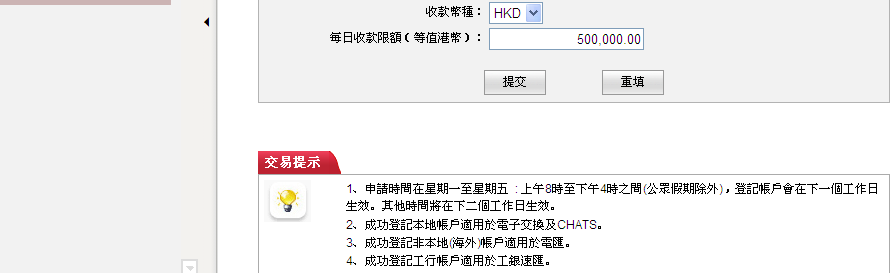 收款幣種： HKD
每日收款限額（等值港幣）： 500,000.00
提交 重填
交易提示
1、申請時間在星期一至星期五：上午8時至下午4時之間(公眾假期除外)，登記帳戶會在下一個工作日
生效。其他時間將在下二個工作日生效。
2、成功登記本地帳戶適用於電子交換及CHATS。
3、成功登記非本地(海外)帳戶適用於電匯。
4、成功登記工行帳戶適用於工銀速匯。